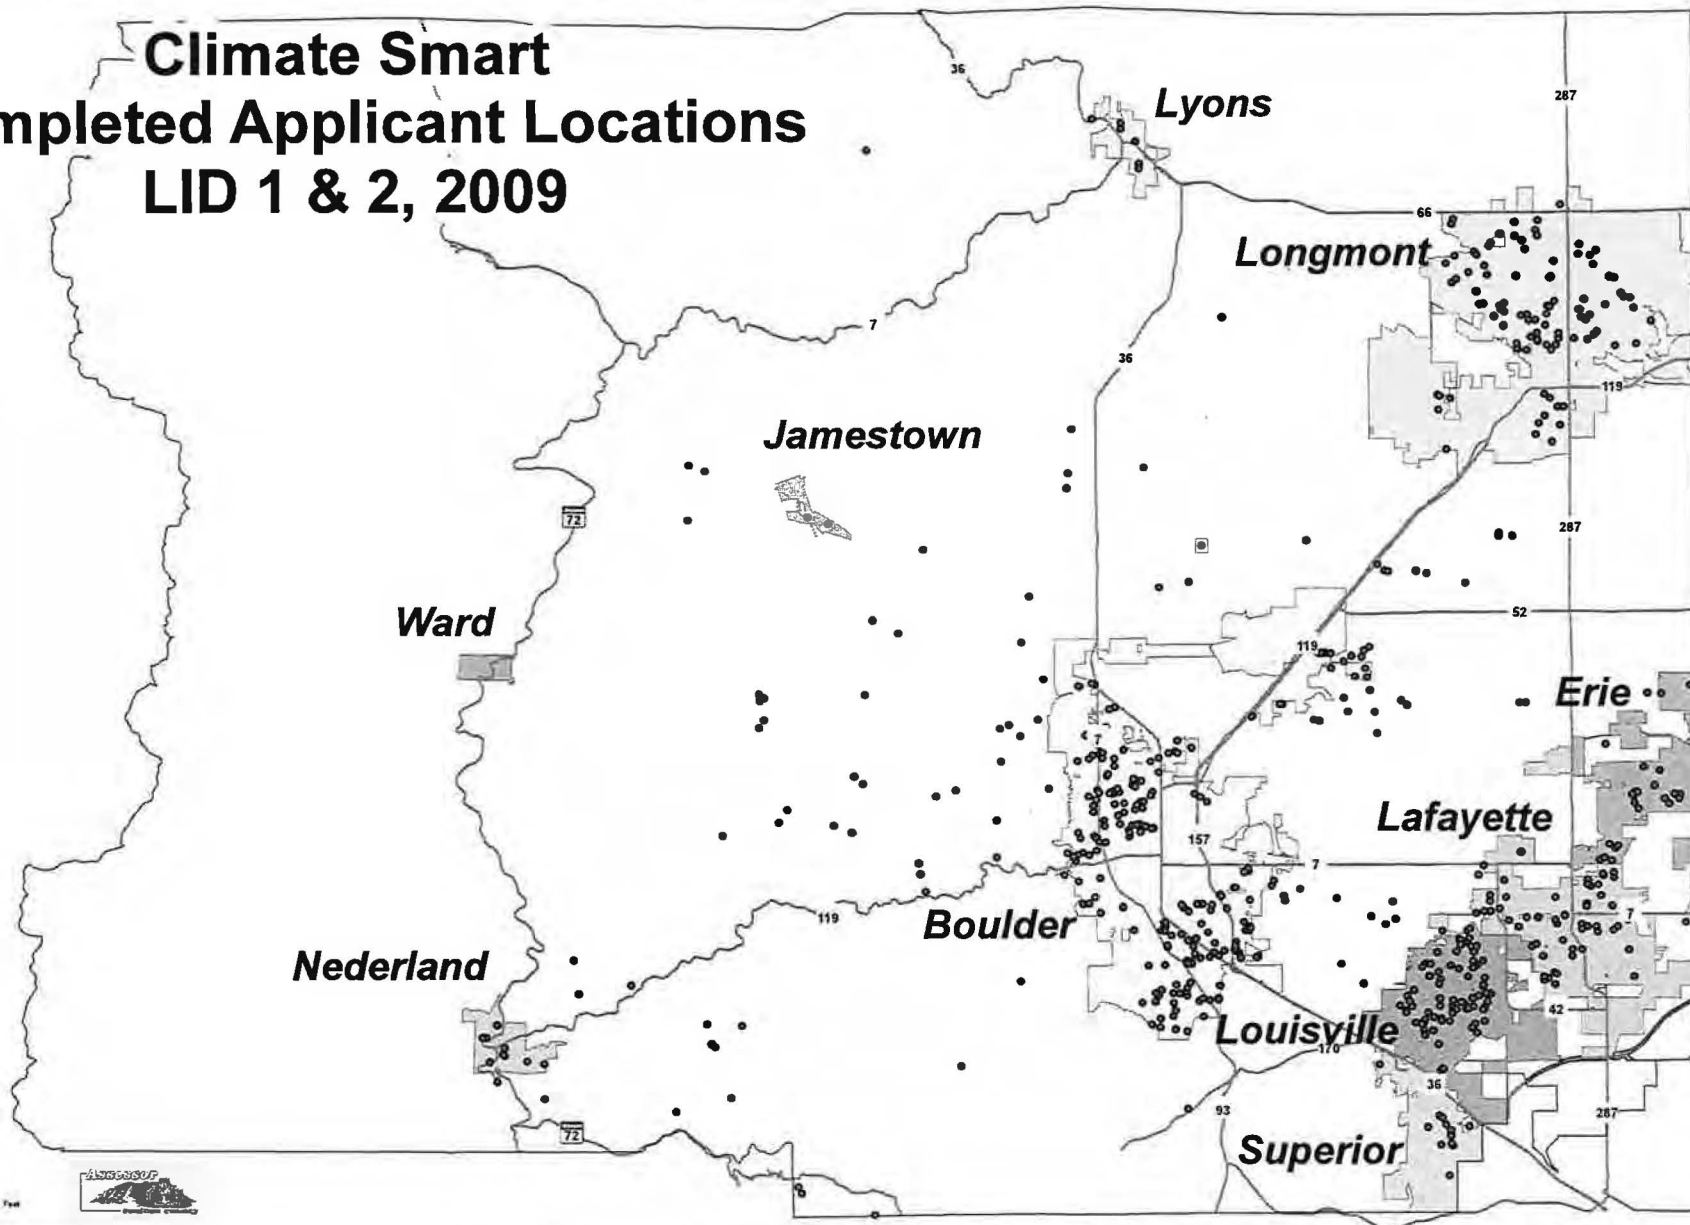 Climate Smart
mpleted Applicant Locations
LID 1 & 2, 2009
36
Lyons
287
66
Longmont
7
36
119
Jamestown
72
287
Ward
52
119
Erie
7
Lafayette
157
7
119
Boulder
7
Nederland
42
Louisville
170
36
93
287
72
Superior
Assessor